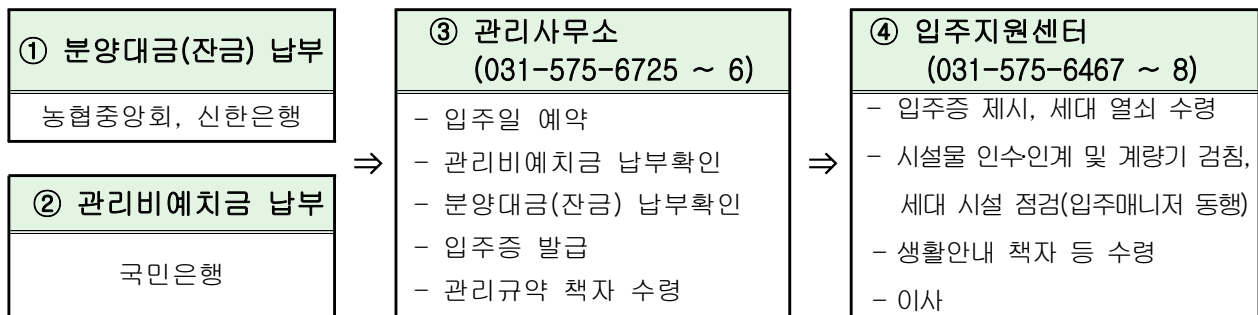 ① 분양대금(잔금) 납부
농협중앙회, 신한은행
② 관리비예치금 납부
국민은행
⇒
③ 관리사무소
(031-575-6725 ~ 6)
- 입주일 예약
- 관리비예치금 납부확인
- 분양대금(잔금) 납부확인
- 입주증 발급
- 관리규약 책자 수령
⇒
④ 입주지원센터
(031-575-6467 ~ 8)
- 입주증 제시, 세대 열쇠 수령
- 시설물 인수·인계 및 계량기 검침,
세대 시설 점검(입주매니저 동행)
- 생활안내 책자 등 수령
- 이사